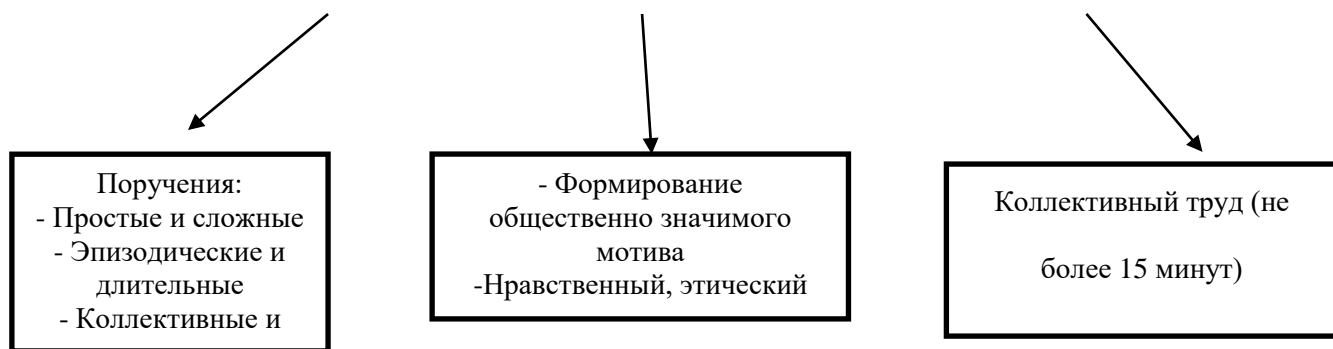 Поручения:
- Простые и сложные
- Эпизодические и
длительные
- Коллективные и
- Формирование
общественно значимого
мотива
-Нравственный, этический
Коллективный труд (не
более 15 минут)